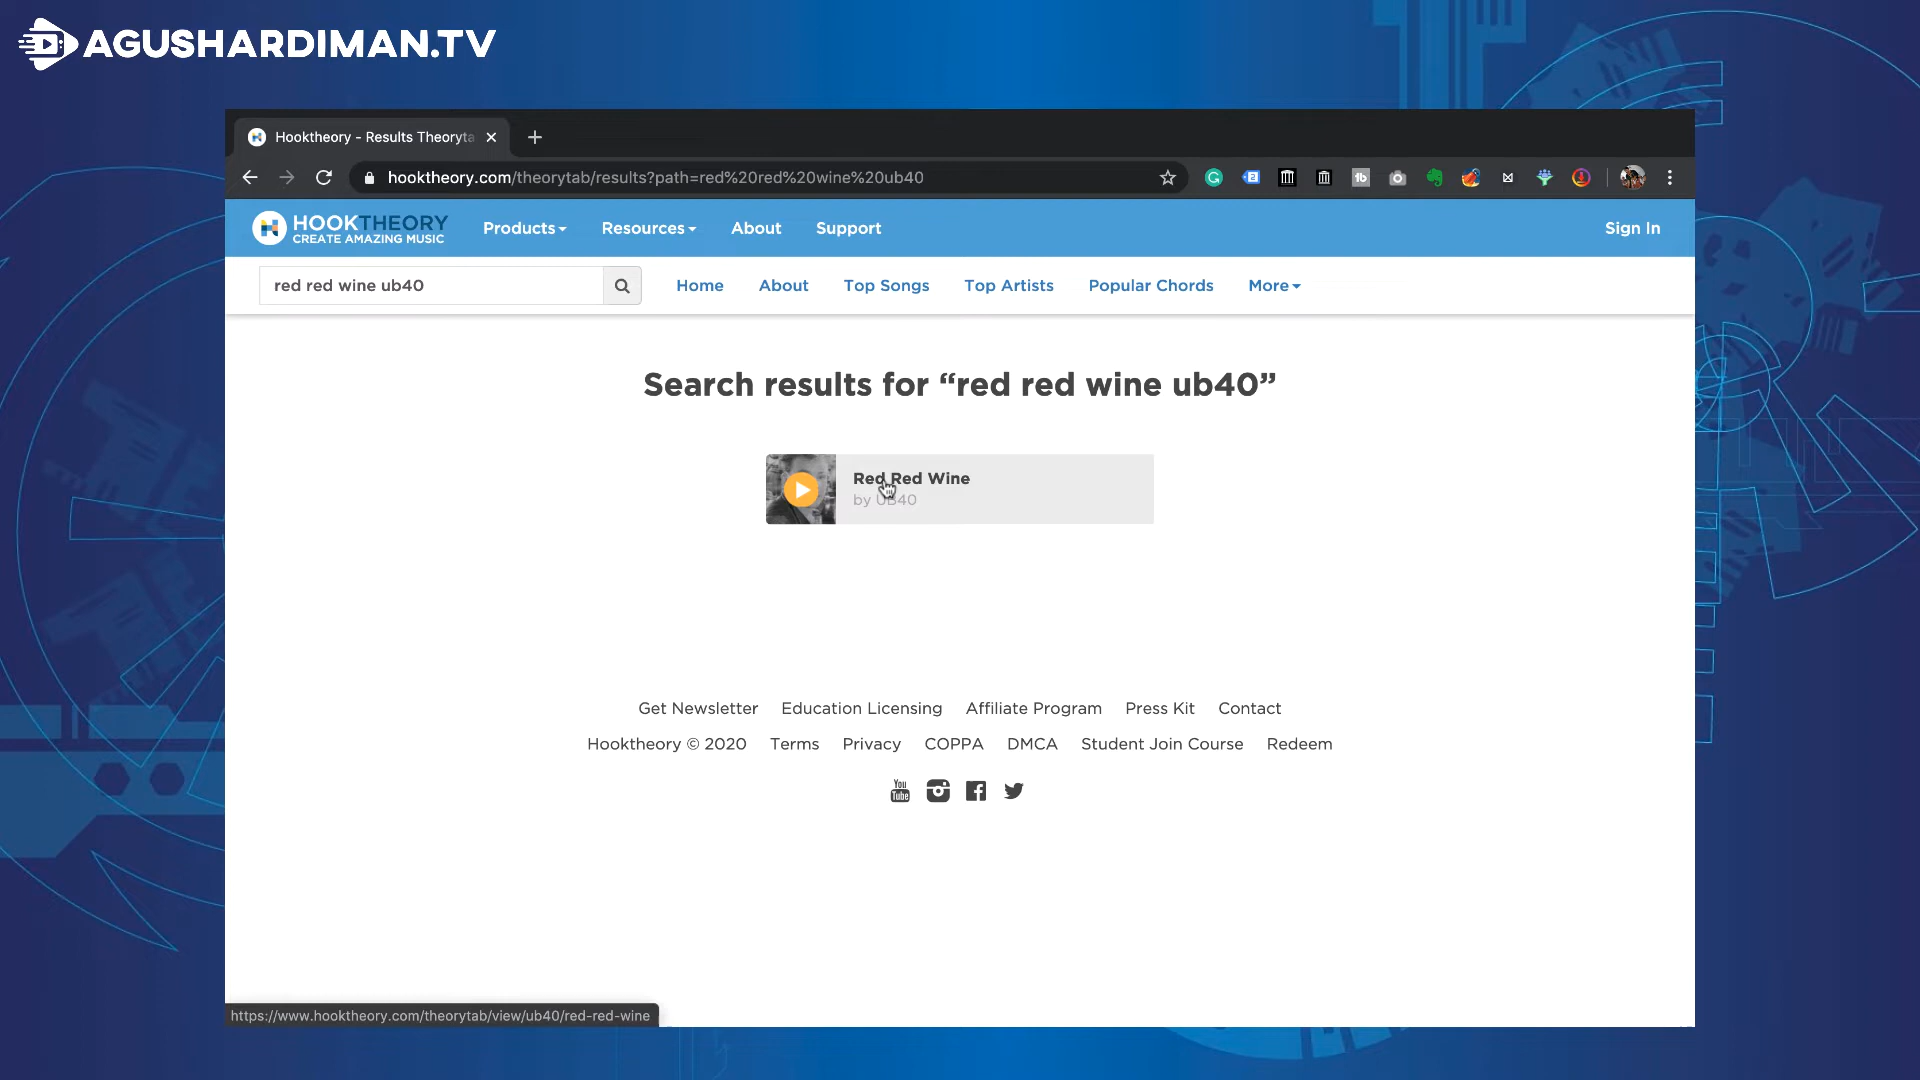 AGUSHARDIMAN.TV
Hooktheory - Results Theoryta
hooktheory.com/theorytab/results?path=red%20red%20wine%20ub40
HOOKTHEORY
CREATE AMAZING MUSIC
Products
Resources
About
Support
Sign In
red red wine ub40
Home
About
Top Songs
Top Artists
Popular Chords
More
Search results for “red red wine ub40”
Red Red Wine
by UB40
Get Newsletter
Education Licensing
Affiliate Program
Press Kit
Contact
Hooktheory © 2020
Terms
Privacy
COPPA
DMCA
Student Join Course
Redeem
You
Tube
https://www.hooktheory.com/theorytab/view/ub40/red-red-wine